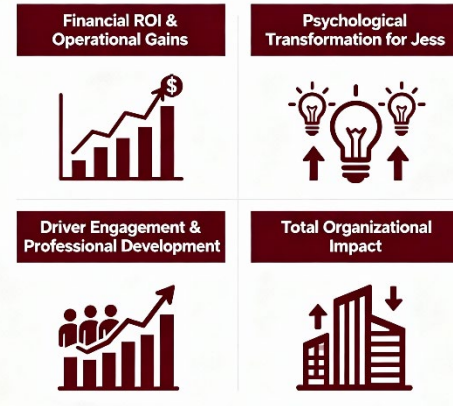 Financial ROI &
Operational Gains
Psychological
Transformation for Jess
$
Driver Engagement &
Professional Development
Total Organizational
Impact